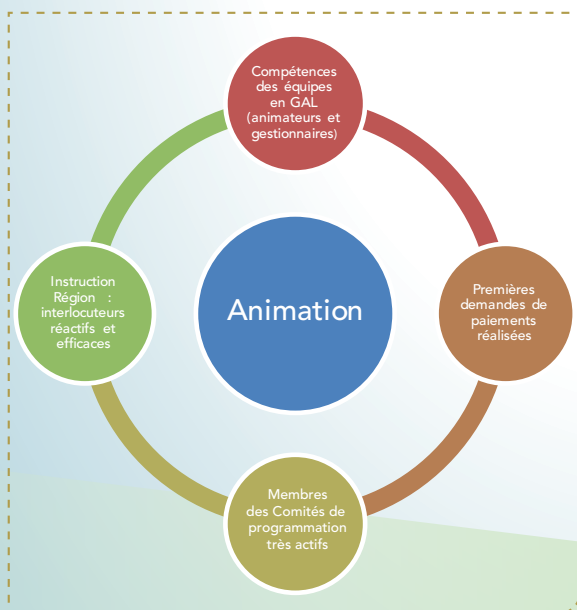 Compétences
des équipes
en GAL
(animateurs et
gestionnaires)
Instruction
Région :
interlocuteurs
réactifs et
efficaces
Animation
Premières
demandes de
paiements
réalisées
Membres
des Comités de
programmation
très actifs